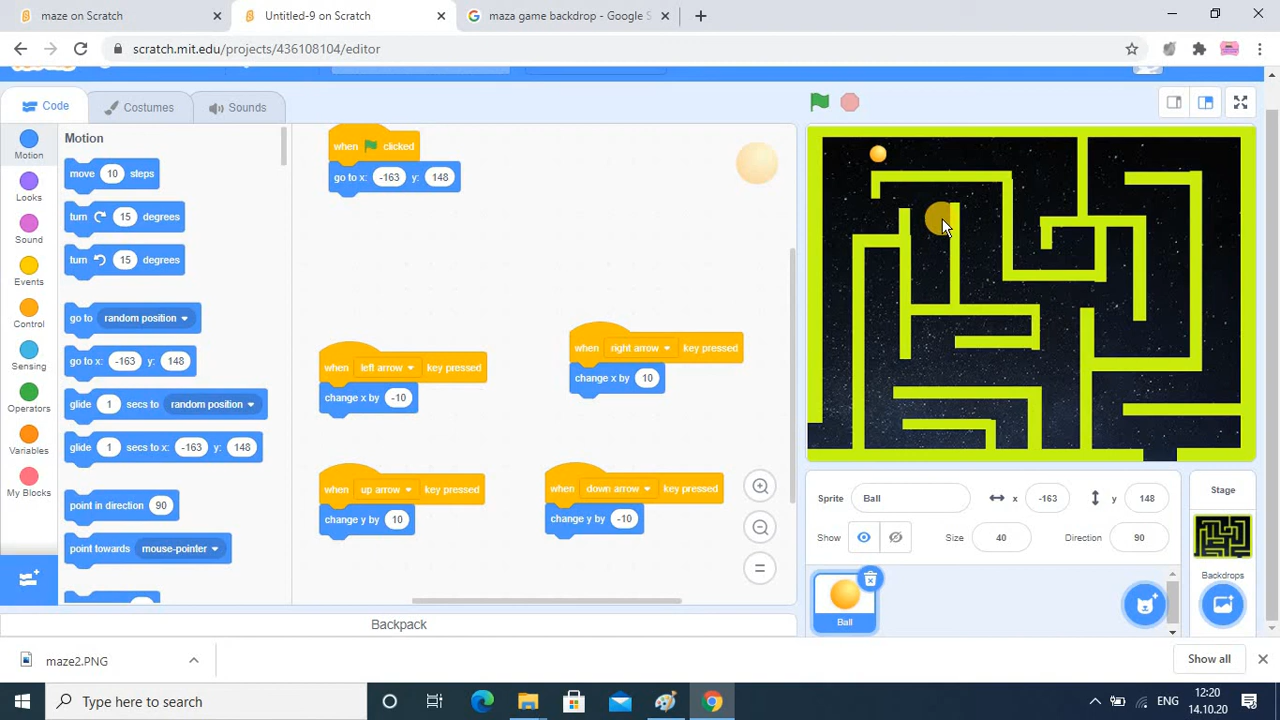 maze on Scratch
Untitled-9 on Scratch
maza game backdrop - Google S
scratch.mit.edu/projects/436108104/editor
Code
Costumes
Sounds
Motion
Looks
Sound
Events
Control
Sensing
Operators
Variables
My Blocks
Motion
move 10 steps
turn 15 degrees
turn 15 degrees
go to random position
go to x: -163 y: 148
glide 1 secs to random position
glide 1 secs to x: -163 y: 148
point in direction 90
point towards mouse-pointer
when clicked
go to x: -163 y: 148
when left arrow key pressed
change x by -10
when right arrow key pressed
change x by 10
when up arrow key pressed
change y by 10
when down arrow key pressed
change y by -10
Sprite Ball x -163 y 148
Show Size 40 Direction 90
Ball
Stage
Backdrops
Backpack
maze2.PNG
Show all
Type here to search
ENG
12:20
14.10.20